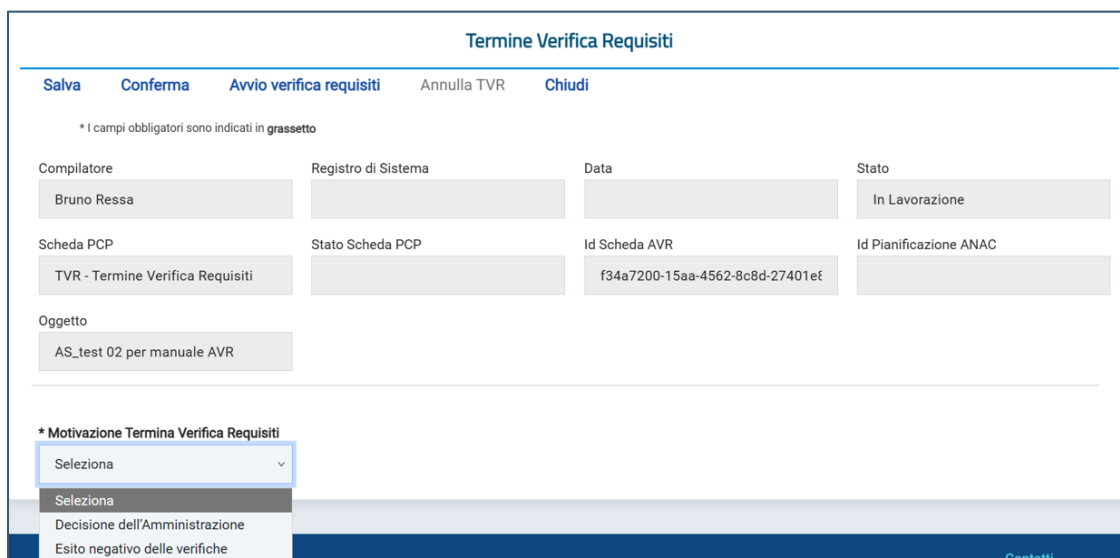 Termine Verifica Requisiti
Salva Conferma Avvio verifica requisiti Annulla TVR Chiudi
* I campi obbligatori sono indicati in grassetto
Compilatore Registro di Sistema Data Stato
Bruno Ressa In Lavorazione
Scheda PCP Stato Scheda PCP Id Scheda AVR Id Pianificazione ANAC
TVR - Termine Verifica Requisiti f34a7200-15aa-4562-8c8d-27401e8
Oggetto
AS_test 02 per manuale AVR
* Motivazione Termina Verifica Requisiti
Seleziona
Seleziona
Decisione dell'Amministrazione
Esito negativo delle verifiche
Contatti